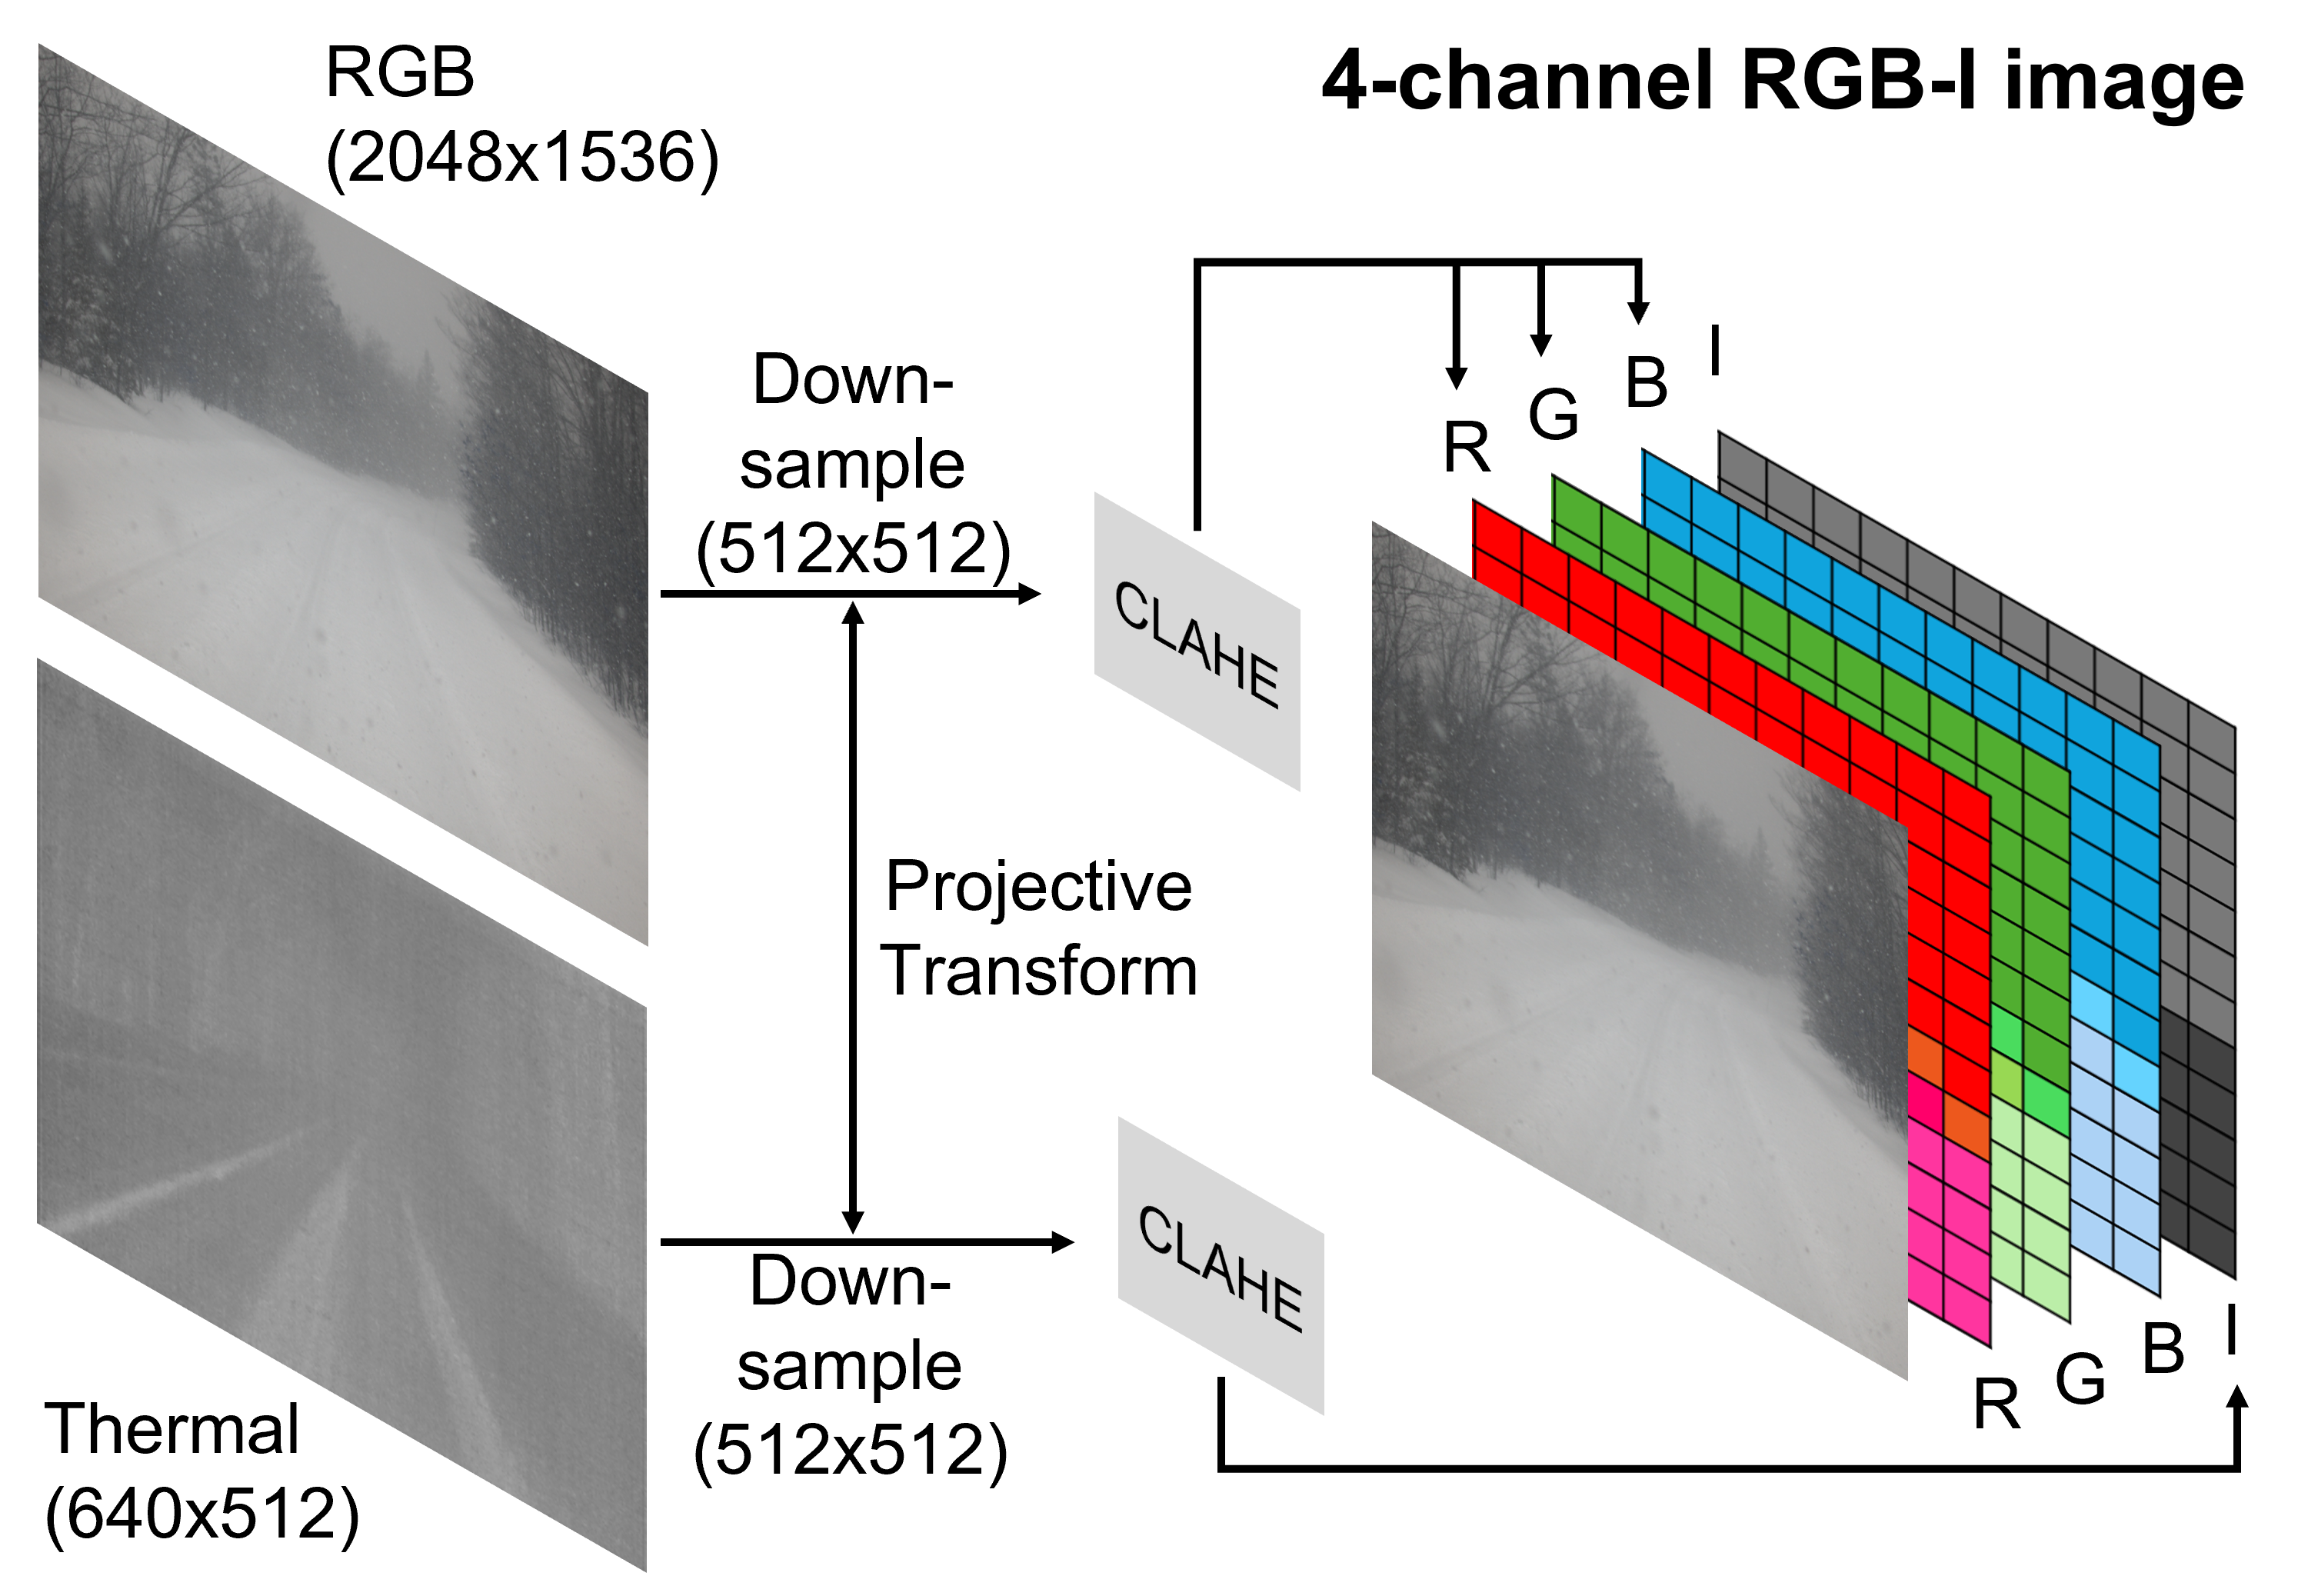 RGB
(2048x1536)
4-channel RGB-I image
Down-
sample
(512x512)
CLAHE
R
G
B
I
Projective
Transform
Thermal
(640x512)
Down-
sample
(512x512)
CLAHE
R
G
B
I